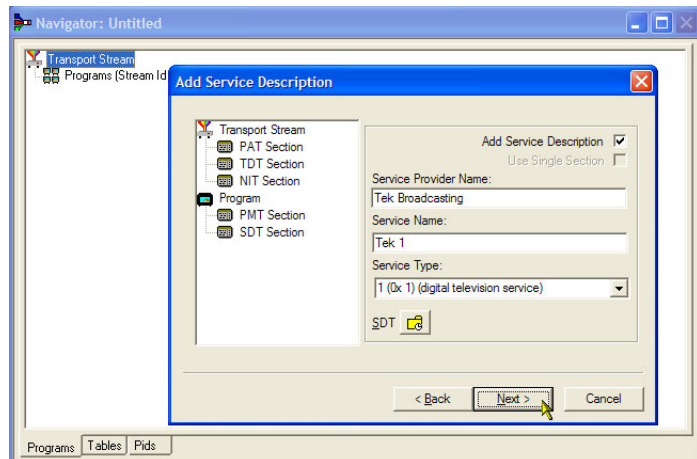 Navigator: Untitled
Transport Stream
Programs (Stream Id
Add Service Description
Transport Stream
PAT Section
TDT Section
NIT Section
Program
PMT Section
SDT Section
Add Service Description
Use Single Section
Service Provider Name:
Tek Broadcasting
Service Name:
Tek 1
Service Type:
1 (0x 1) (digital television service)
SDT
< Back
Next >
Cancel
Programs
Tables
Pids